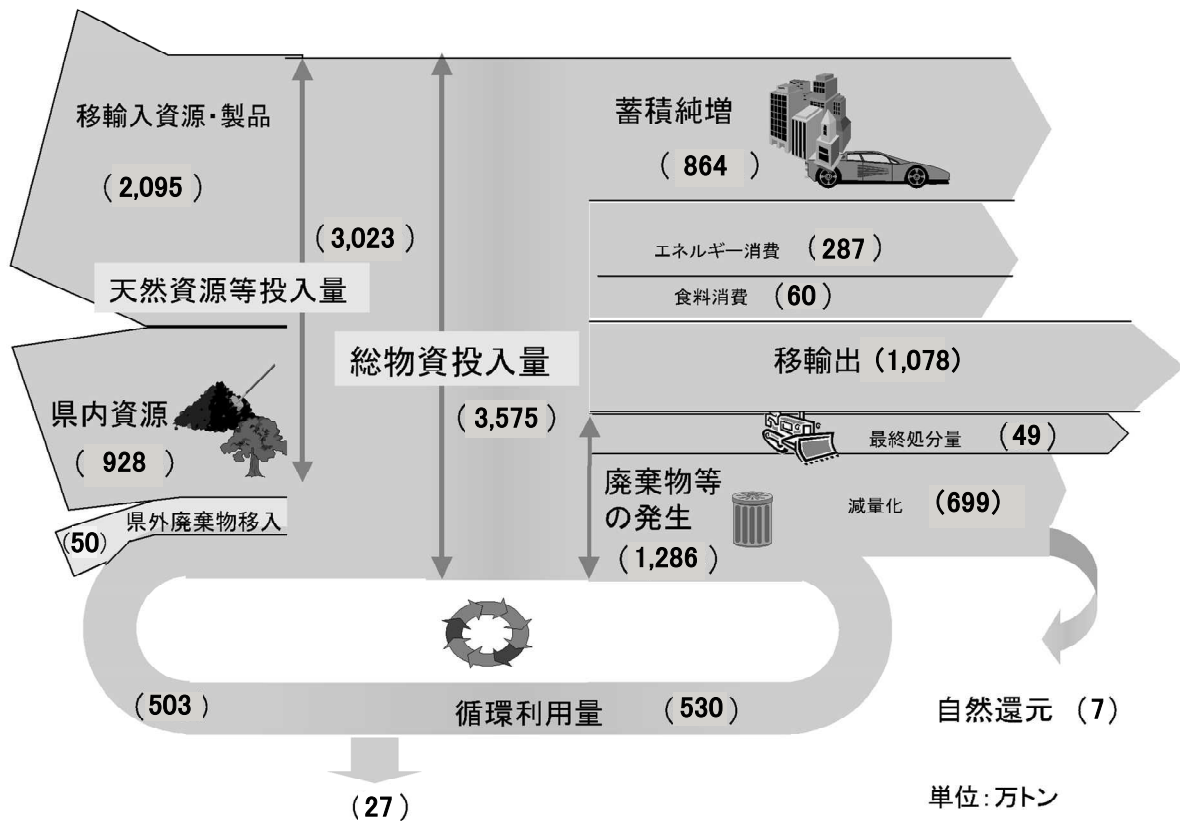 移輸入資源・製品
(2,095)
(3,023)
天然資源等投入量
県内資源
(928)
県外廃棄物移入
(50)
総物資投入量
(3,575)
蓄積純増
(864)
エネルギー消費 (287)
食料消費 (60)
移輸出 (1,078)
最終処分量 (49)
廃棄物等
の発生
(1,286)
減量化 (699)
(503)
循環利用量 (530)
自然還元 (7)
(27)
単位:万トン